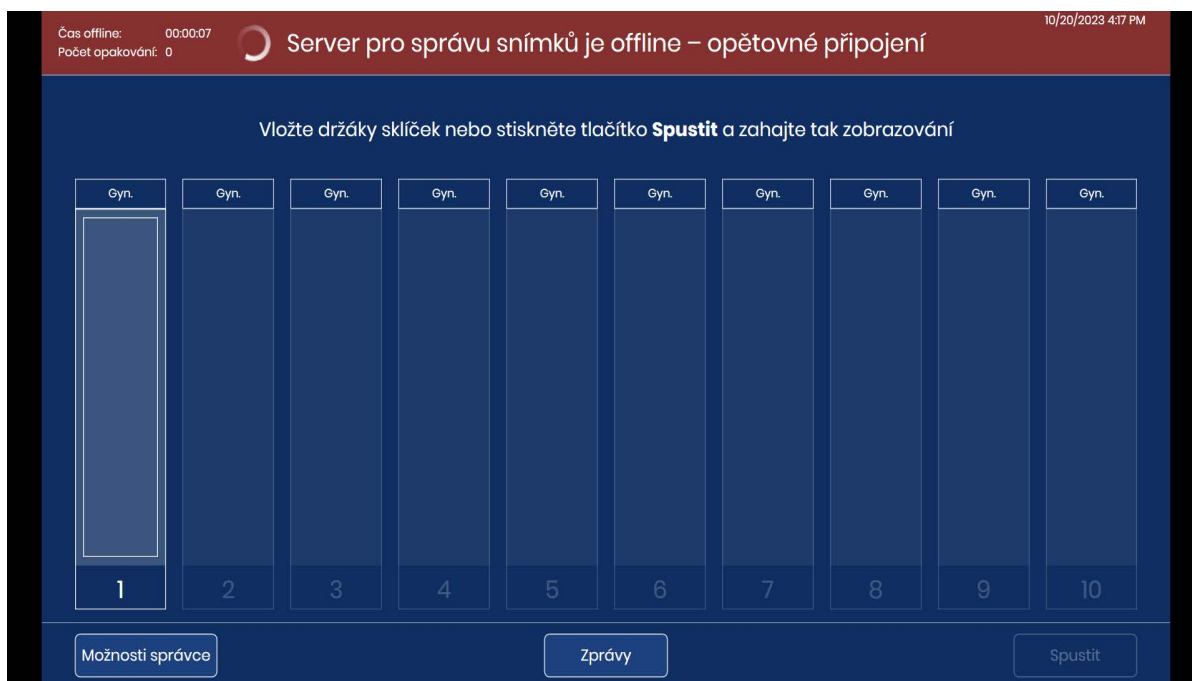 Čas offline: 00:00:07
Počet opakování: 0
Server pro správu snímků je offline – opětovné připojení
10/20/2023 4:17 PM
Vložte držáky sklíček nebo stiskněte tlačítko Spustit a zahajte tak zobrazování
Gyn. Gyn. Gyn. Gyn. Gyn. Gyn. Gyn. Gyn. Gyn. Gyn.
1 2 3 4 5 6 7 8 9 10
Možnosti správce Zprávy Spustit